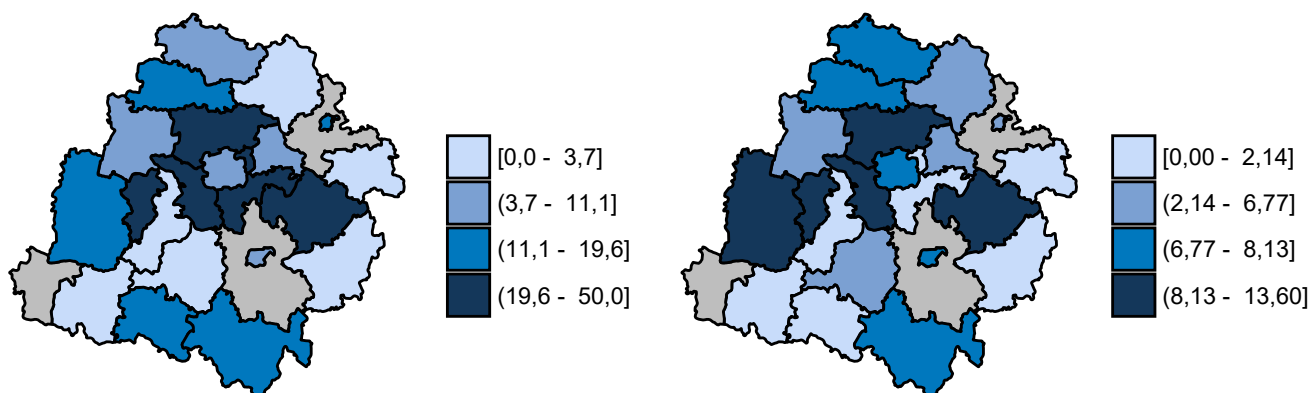 [0,0 - 3,7]
(3,7 - 11,1]
(11,1 - 19,6]
(19,6 - 50,0]
[0,00 - 2,14]
(2,14 - 6,77]
(6,77 - 8,13]
(8,13 - 13,60]